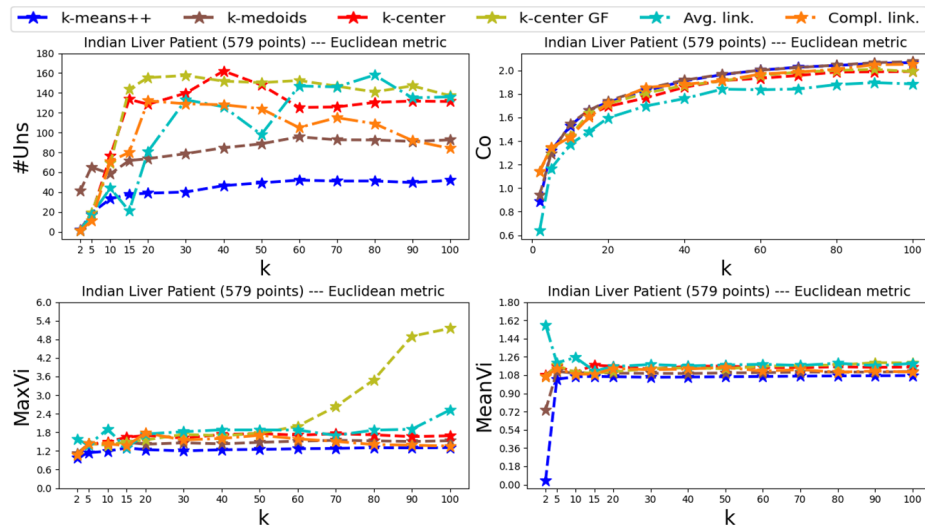 k-means++ k-medoids k-center k-center GF Avg. link. Compl. link.
Indian Liver Patient (579 points) --- Euclidean metric
#Uns
180
160
140
120
100
80
60
40
20
0
2 5 10 15 20 30 40 50 60 70 80 90 100
k
Indian Liver Patient (579 points) --- Euclidean metric
Co
2.0
1.8
1.6
1.4
1.2
1.0
0.8
0.6
0 20 40 60 80 100
k
Indian Liver Patient (579 points) --- Euclidean metric
MaxVi
6.0
5.4
4.8
4.2
3.6
3.0
2.4
1.8
1.2
0.6
0.0
2 5 10 15 20 30 40 50 60 70 80 90 100
k
Indian Liver Patient (579 points) --- Euclidean metric
MeanVi
1.80
1.62
1.44
1.26
1.08
0.90
0.72
0.54
0.36
0.18
0.00
2 5 10 15 20 30 40 50 60 70 80 90 100
k